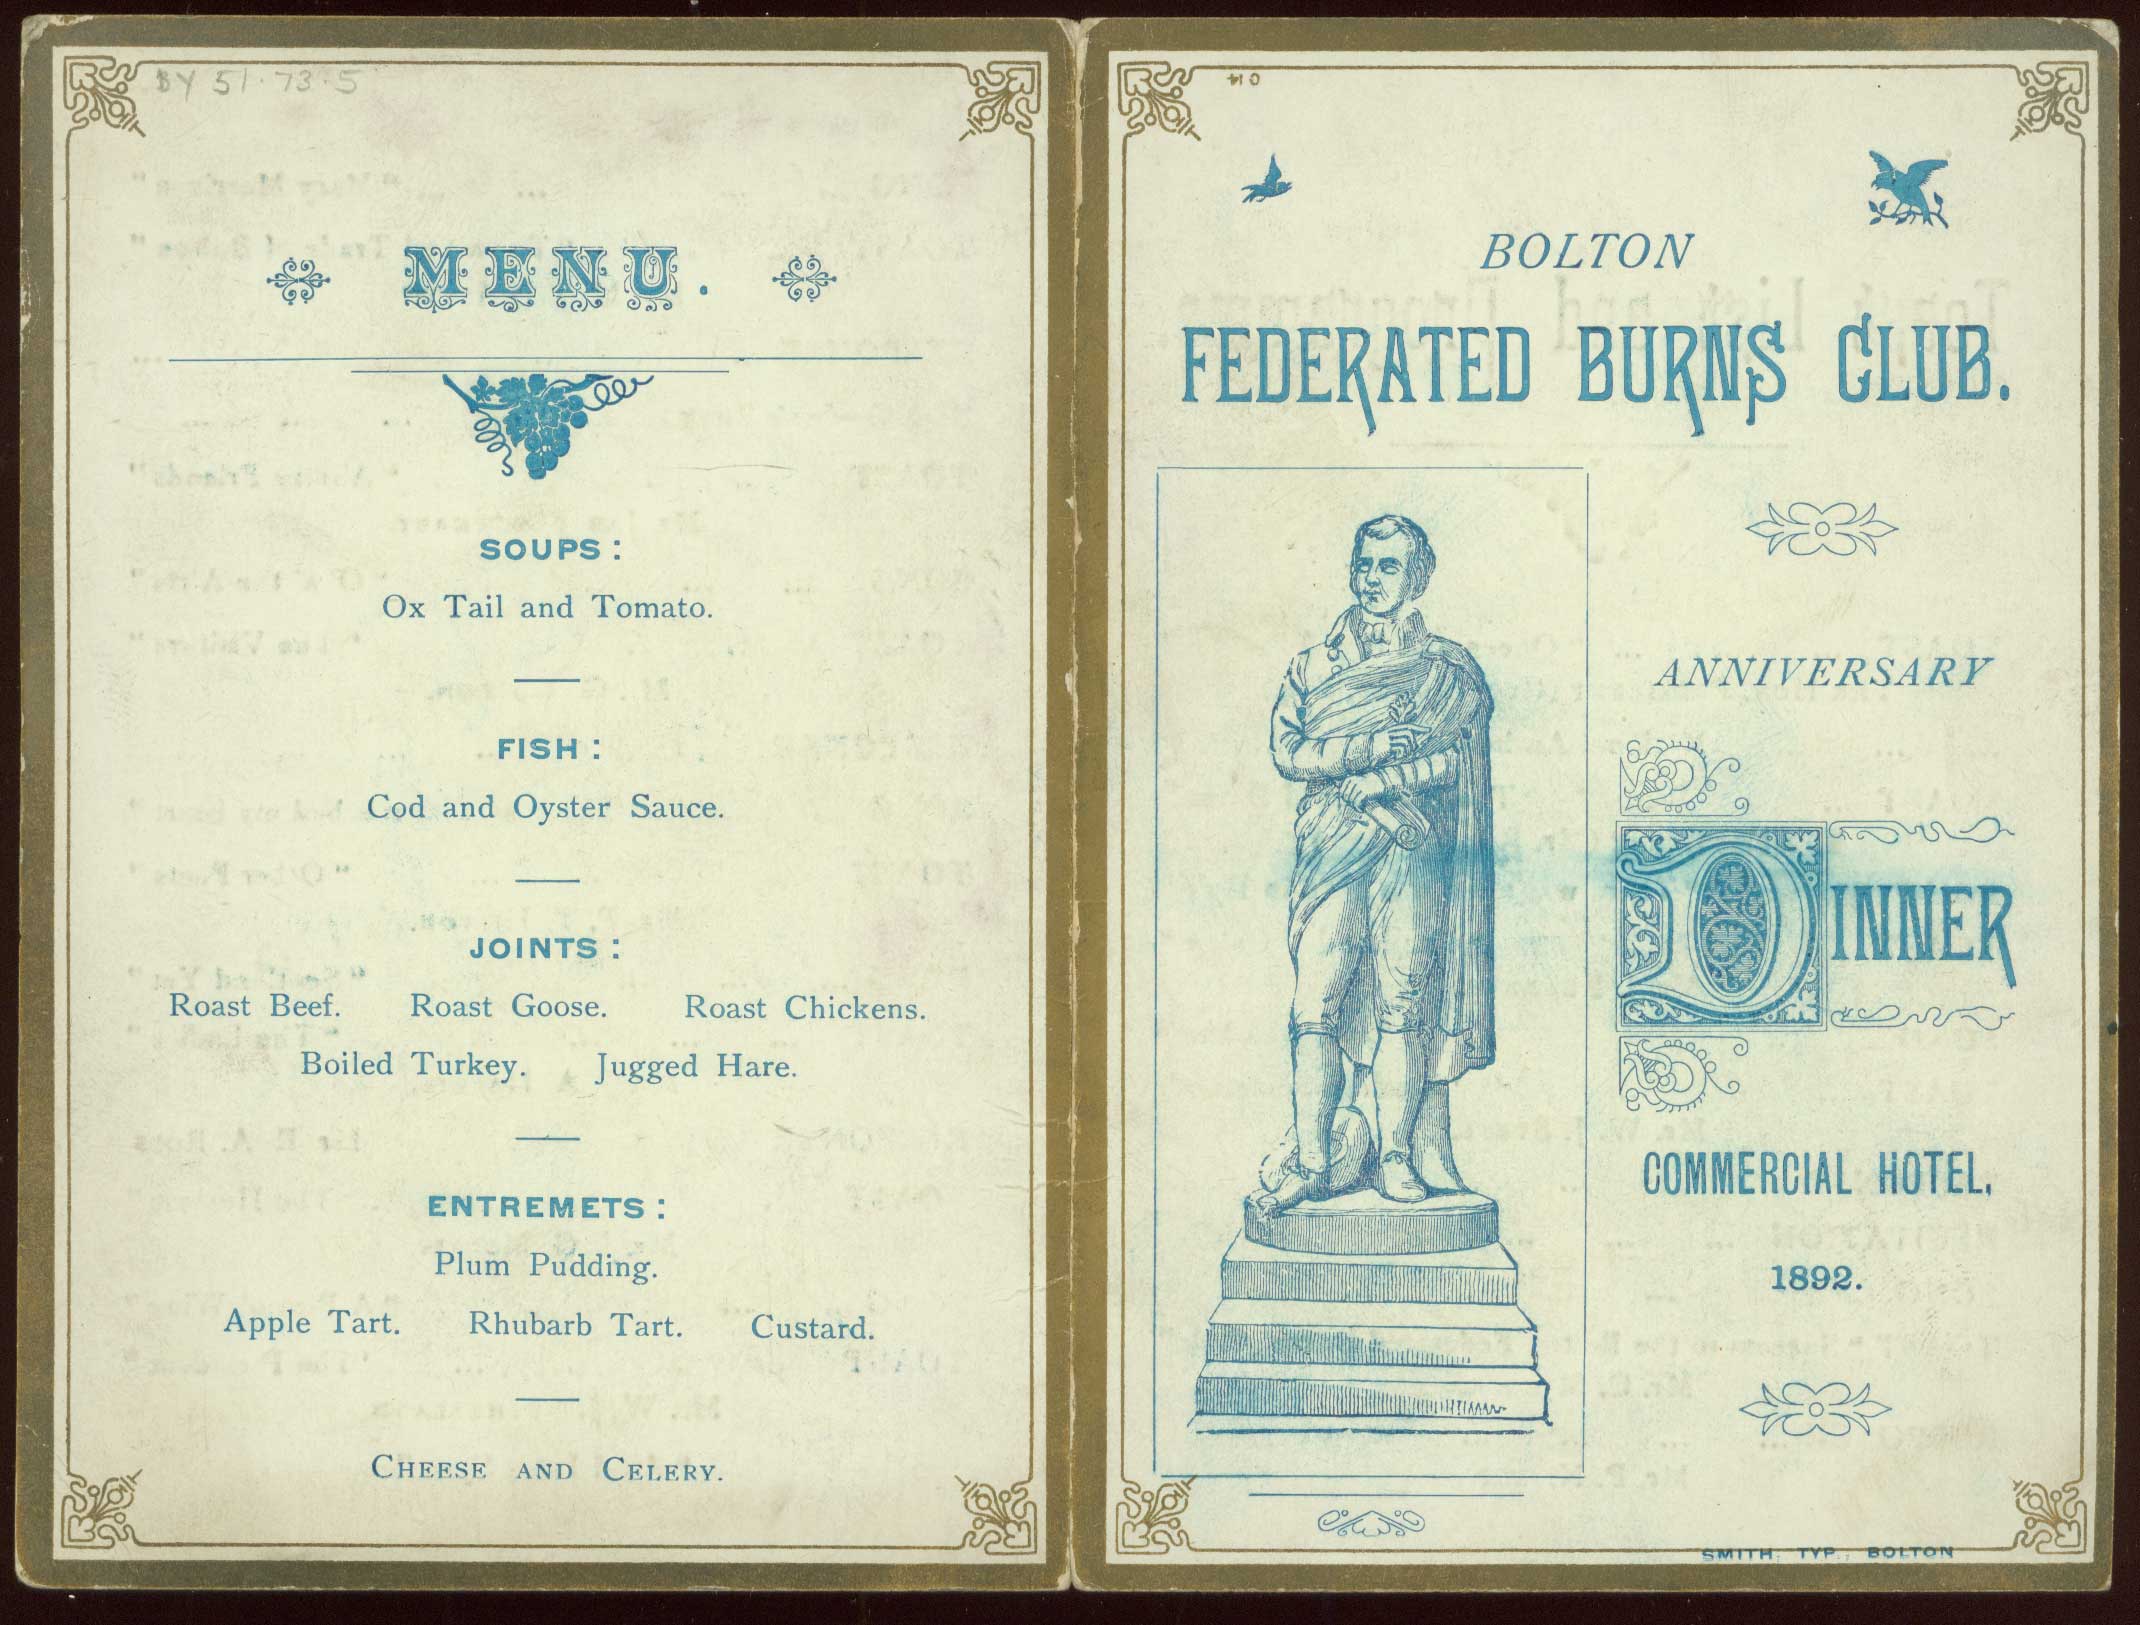 BY 51.73.5
MENU.
SOUPS:
Ox Tail and Tomato.
FISH:
Cod and Oyster Sauce.
JOINTS:
Roast Beef. Roast Goose. Roast Chickens.
Boiled Turkey. Jugged Hare.
ENTREMETS:
Plum Pudding.
Apple Tart. Rhubarb Tart. Custard.
CHEESE AND CELERY.
BOLTON
FEDERATED BURNS CLUB.
ANNIVERSARY
DINNER
COMMERCIAL HOTEL,
1892.
SMITH, TYP., BOLTON